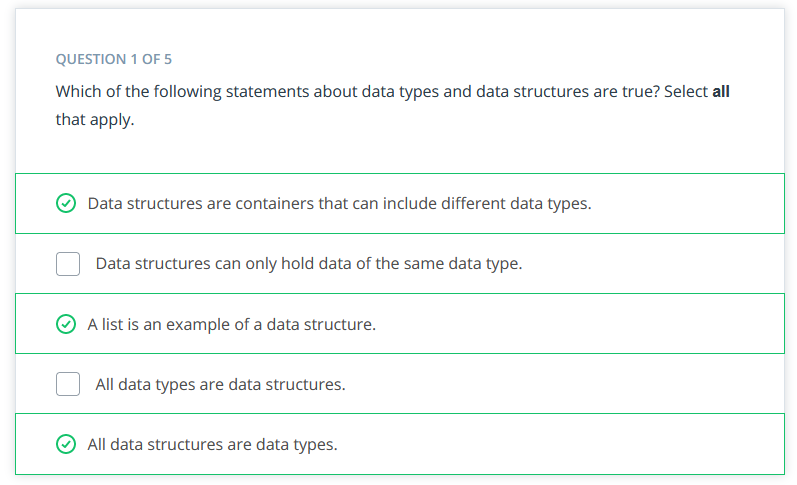 QUESTION 1 OF 5
Which of the following statements about data types and data structures are true? Select all
that apply.
Data structures are containers that can include different data types.
Data structures can only hold data of the same data type.
A list is an example of a data structure.
All data types are data structures.
All data structures are data types.